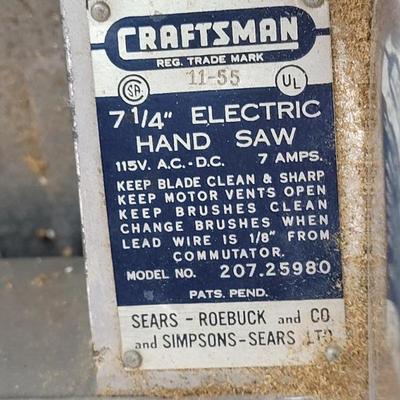 CRAFTSMAN
REG. TRADE MARK
11-55
SA UL
7 1/4" ELECTRIC
HAND SAW
115V. A.C.-D.C. 7 AMPS.
KEEP BLADE CLEAN & SHARP
KEEP MOTOR VENTS OPEN
KEEP BRUSHES CLEAN
CHANGE BRUSHES WHEN
LEAD WIRE IS 1/8" FROM
COMMUTATOR.
MODEL NO. 207.25980
PATS. PEND.
SEARS - ROEBUCK and CO.
and SIMPSONS-SEARS LTD